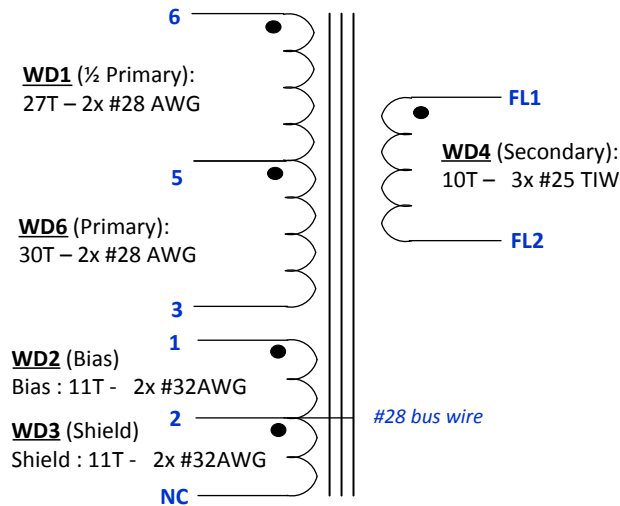 6
WD1 (½ Primary):
27T – 2x #28 AWG
5
WD6 (Primary):
30T – 2x #28 AWG
3
1
WD2 (Bias)
Bias : 11T - 2x #32AWG
2
WD3 (Shield)
Shield : 11T - 2x #32AWG
NC
FL1
WD4 (Secondary):
10T – 3x #25 TIW
FL2
#28 bus wire